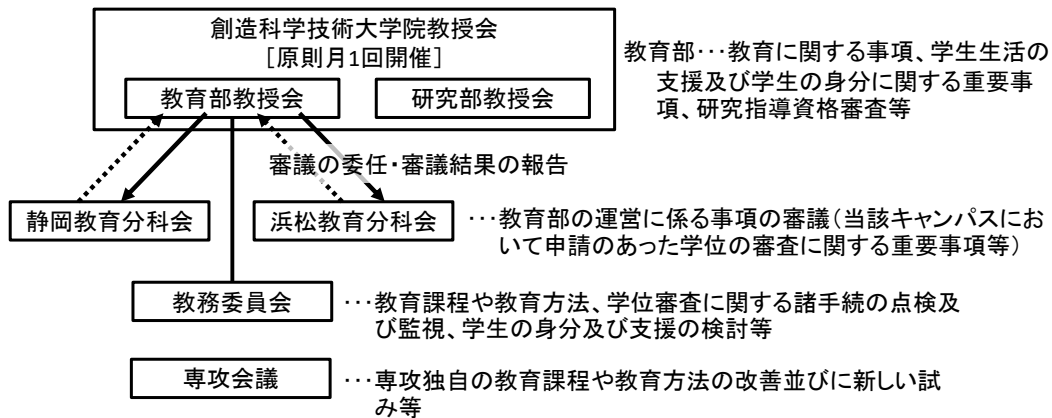 創造科学技術大学院教授会
［原則月1回開催］
教育部教授会
研究部教授会
教育部･･･教育に関する事項、学生生活の
支援及び学生の身分に関する重要事
項、研究指導資格審査等
審議の委任・審議結果の報告
静岡教育分科会
浜松教育分科会
･･･教育部の運営に係る事項の審議（当該キャンパスにお
いて申請のあった学位の審査に関する重要事項等）
教務委員会
･･･教育課程や教育方法、学位審査に関する諸手続の点検及
び監視、学生の身分及び支援の検討等
専攻会議
･･･専攻独自の教育課程や教育方法の改善並びに新しい試
み等